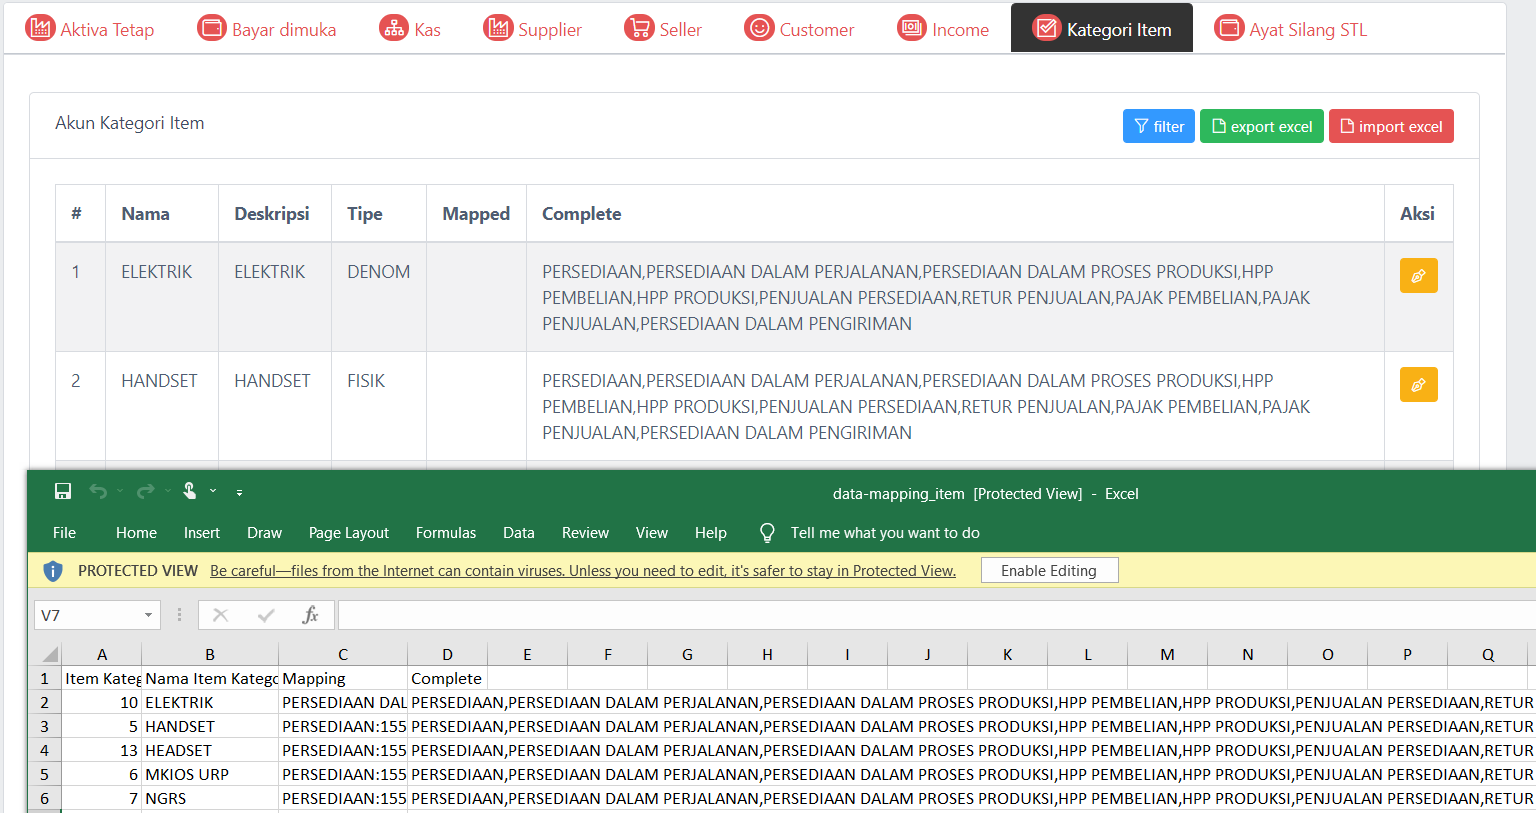 Aktiva Tetap Bayar dimuka Kas Supplier Seller Customer Income Kategori Item Ayat Silang STL
Akun Kategori Item filter export excel import excel
# Nama Deskripsi Tipe Mapped Complete Aksi
1 ELEKTRIK ELEKTRIK DENOM PERSEDIAAN,PERSEDIAAN DALAM PERJALANAN,PERSEDIAAN DALAM PROSES PRODUKSI,HPP
PEMBELIAN,HPP PRODUKSI,PENJUALAN PERSEDIAAN,RETUR PENJUALAN,PAJAK PEMBELIAN,PAJAK
PENJUALAN,PERSEDIAAN DALAM PENGIRIMAN
2 HANDSET HANDSET FISIK PERSEDIAAN,PERSEDIAAN DALAM PERJALANAN,PERSEDIAAN DALAM PROSES PRODUKSI,HPP
PEMBELIAN,HPP PRODUKSI,PENJUALAN PERSEDIAAN,RETUR PENJUALAN,PAJAK PEMBELIAN,PAJAK
PENJUALAN,PERSEDIAAN DALAM PENGIRIMAN
data-mapping_item [Protected View] - Excel
File Home Insert Draw Page Layout Formulas Data Review View Help Tell me what you want to do
PROTECTED VIEW Be careful—files from the Internet can contain viruses. Unless you need to edit, it's safer to stay in Protected View. Enable Editing
V7 fx
A B C D E F G H I J K L M N O P Q
1 Item Kateg Nama Item Katego Mapping Complete
2 10 ELEKTRIK PERSEDIAAN DAL PERSEDIAAN,PERSEDIAAN DALAM PERJALANAN,PERSEDIAAN DALAM PROSES PRODUKSI,HPP PEMBELIAN,HPP PRODUKSI,PENJUALAN PERSEDIAAN,RETUR
3 5 HANDSET PERSEDIAAN:155 PERSEDIAAN,PERSEDIAAN DALAM PERJALANAN,PERSEDIAAN DALAM PROSES PRODUKSI,HPP PEMBELIAN,HPP PRODUKSI,PENJUALAN PERSEDIAAN,RETUR
4 13 HEADSET PERSEDIAAN:155 PERSEDIAAN,PERSEDIAAN DALAM PERJALANAN,PERSEDIAAN DALAM PROSES PRODUKSI,HPP PEMBELIAN,HPP PRODUKSI,PENJUALAN PERSEDIAAN,RETUR
5 6 MKIOS URP PERSEDIAAN:155 PERSEDIAAN,PERSEDIAAN DALAM PERJALANAN,PERSEDIAAN DALAM PROSES PRODUKSI,HPP PEMBELIAN,HPP PRODUKSI,PENJUALAN PERSEDIAAN,RETUR
6 7 NGRS PERSEDIAAN:155 PERSEDIAAN,PERSEDIAAN DALAM PERJALANAN,PERSEDIAAN DALAM PROSES PRODUKSI,HPP PEMBELIAN,HPP PRODUKSI,PENJUALAN PERSEDIAAN,RETUR